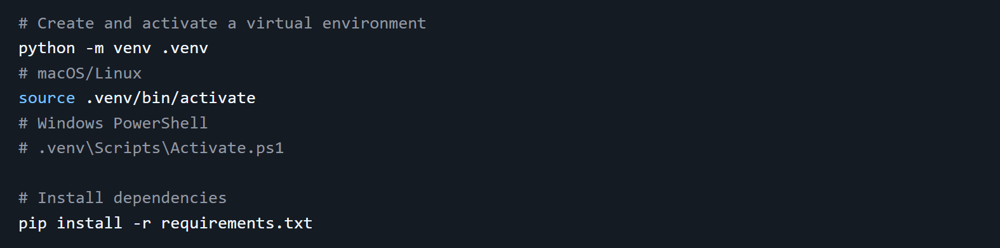 # Create and activate a virtual environment
python -m venv .venv
# macOS/Linux
source .venv/bin/activate
# Windows PowerShell
# .venv\Scripts\Activate.ps1

# Install dependencies
pip install -r requirements.txt